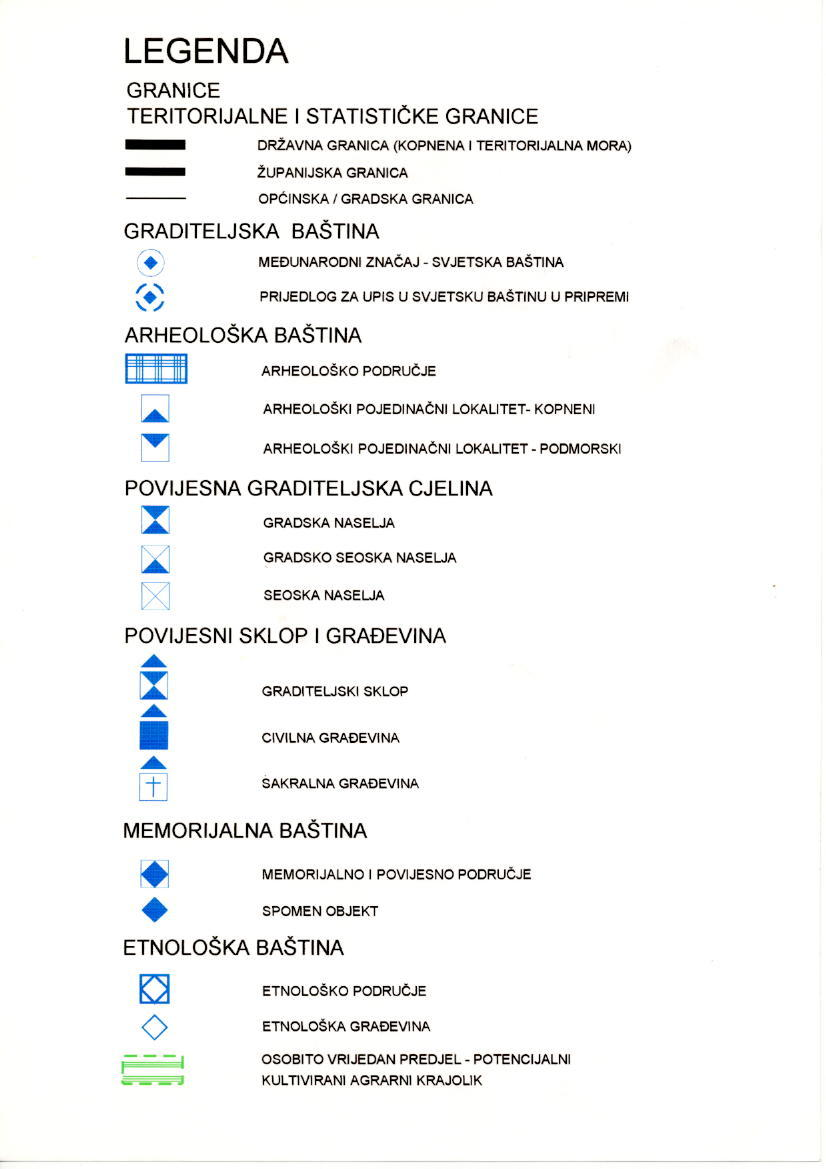 LEGENDA
GRANICE
TERITORIJALNE I STATISTIČKE GRANICE
DRŽAVNA GRANICA (KOPNENA I TERITORIJALNA MORA)
ŽUPANIJSKA GRANICA
OPĆINSKA / GRADSKA GRANICA
GRADITELJSKA BAŠTINA
MEĐUNARODNI ZNAČAJ - SVJETSKA BAŠTINA
PRIJEDLOG ZA UPIS U SVJETSKU BAŠTINU U PRIPREMI
ARHEOLOŠKA BAŠTINA
ARHEOLOŠKO PODRUČJE
ARHEOLOŠKI POJEDINAČNI LOKALITET- KOPNENI
ARHEOLOŠKI POJEDINAČNI LOKALITET - PODMORSKI
POVIJESNA GRADITELJSKA CJELINA
GRADSKA NASELJA
GRADSKO SEOSKA NASELJA
SEOSKA NASELJA
POVIJESNI SKLOP I GRAĐEVINA
GRADITELJSKI SKLOP
CIVILNA GRAĐEVINA
SAKRALNA GRAĐEVINA
MEMORIJALNA BAŠTINA
MEMORIJALNO I POVIJESNO PODRUČJE
SPOMEN OBJEKT
ETNOLOŠKA BAŠTINA
ETNOLOŠKO PODRUČJE
ETNOLOŠKA GRAĐEVINA
OSOBITO VRIJEDAN PREDJEL - POTENCIJALNI
KULTIVIRANI AGRARNI KRAJOLIK